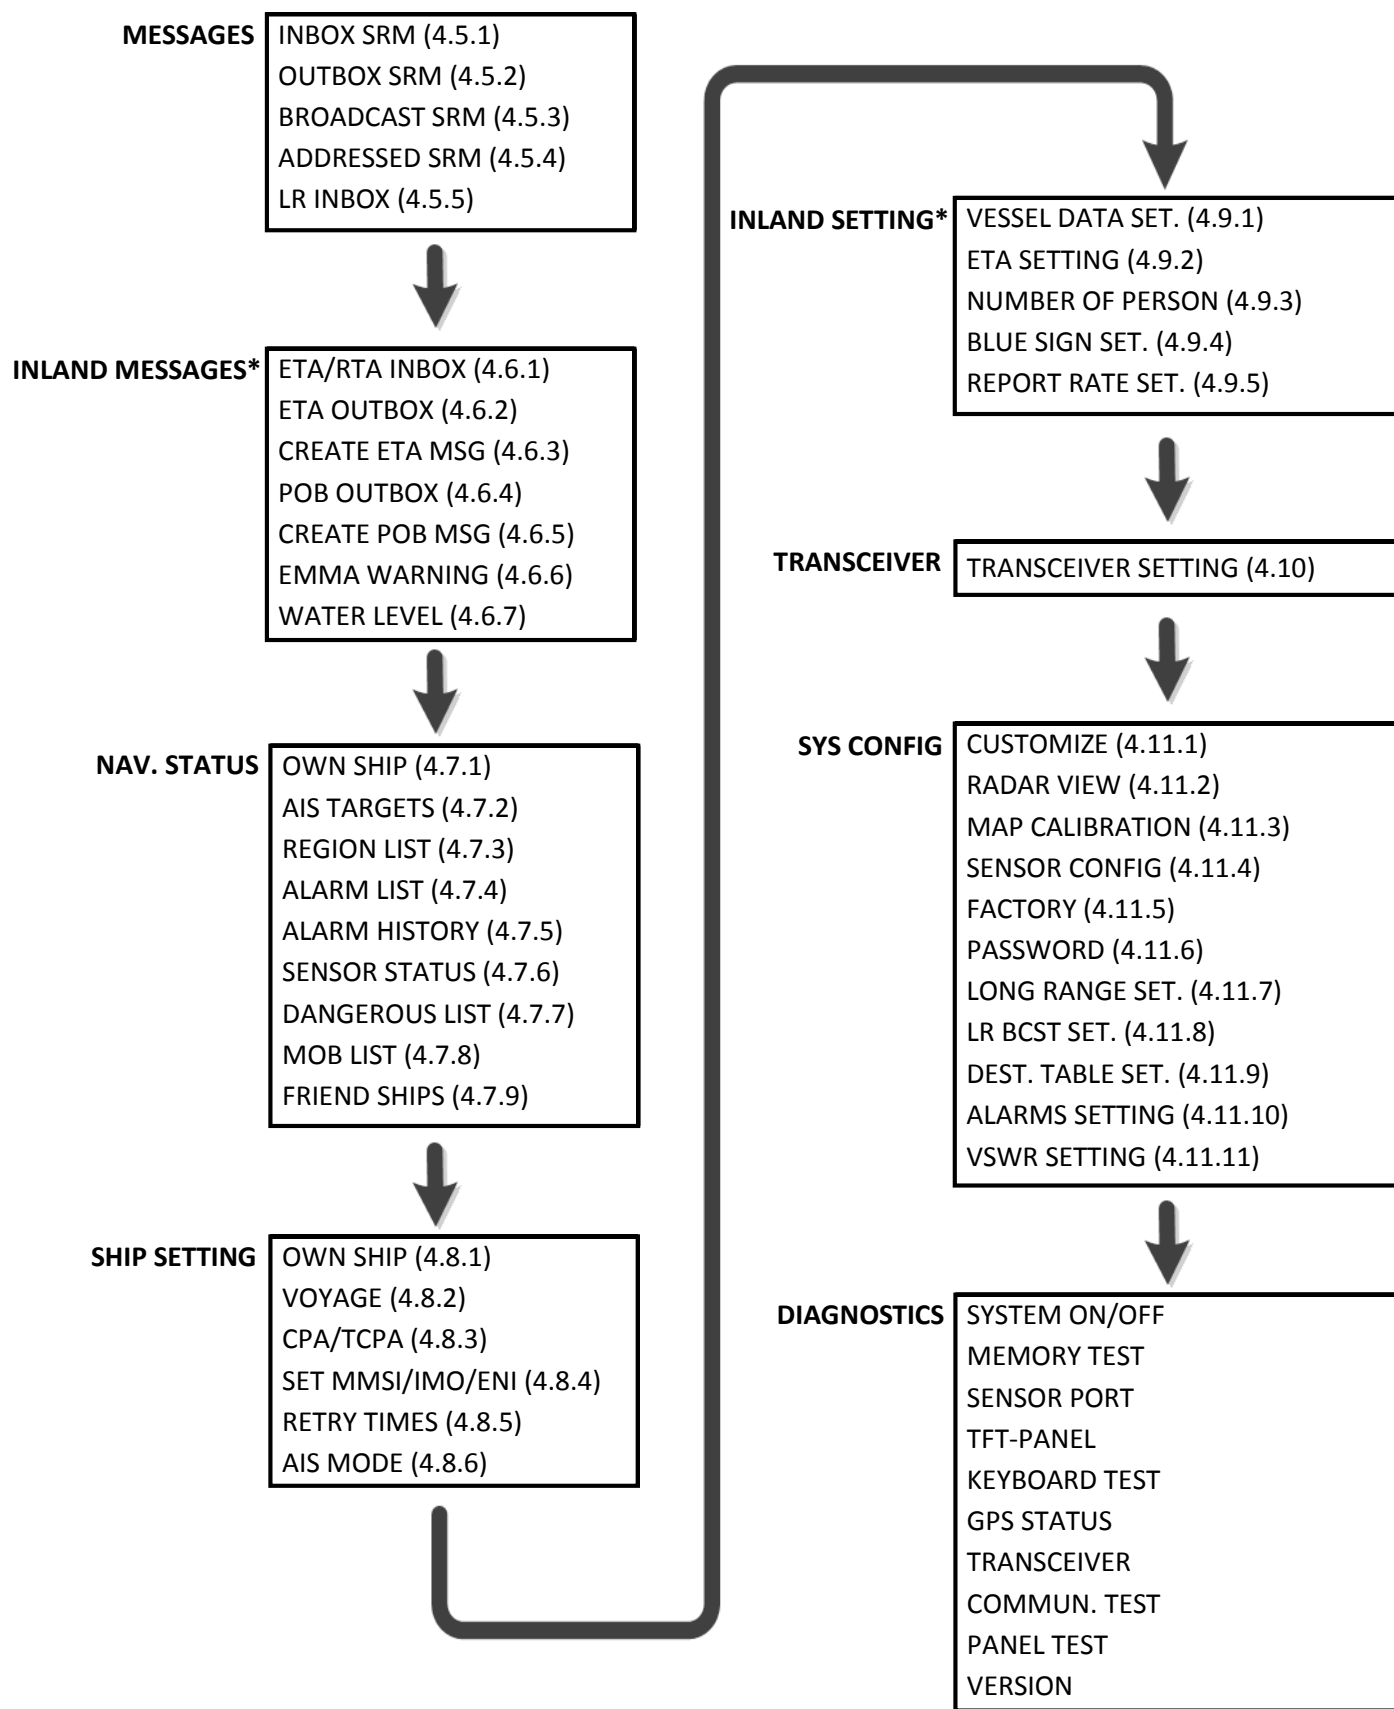 MESSAGES
INBOX SRM (4.5.1)
OUTBOX SRM (4.5.2)
BROADCAST SRM (4.5.3)
ADDRESSED SRM (4.5.4)
LR INBOX (4.5.5)
INLAND MESSAGES*
ETA/RTA INBOX (4.6.1)
ETA OUTBOX (4.6.2)
CREATE ETA MSG (4.6.3)
POB OUTBOX (4.6.4)
CREATE POB MSG (4.6.5)
EMMA WARNING (4.6.6)
WATER LEVEL (4.6.7)
NAV. STATUS
OWN SHIP (4.7.1)
AIS TARGETS (4.7.2)
REGION LIST (4.7.3)
ALARM LIST (4.7.4)
ALARM HISTORY (4.7.5)
SENSOR STATUS (4.7.6)
DANGEROUS LIST (4.7.7)
MOB LIST (4.7.8)
FRIEND SHIPS (4.7.9)
SHIP SETTING
OWN SHIP (4.8.1)
VOYAGE (4.8.2)
CPA/TCPA (4.8.3)
SET MMSI/IMO/ENI (4.8.4)
RETRY TIMES (4.8.5)
AIS MODE (4.8.6)
INLAND SETTING*
VESSEL DATA SET. (4.9.1)
ETA SETTING (4.9.2)
NUMBER OF PERSON (4.9.3)
BLUE SIGN SET. (4.9.4)
REPORT RATE SET. (4.9.5)
TRANSCEIVER
TRANSCEIVER SETTING (4.10)
SYS CONFIG
CUSTOMIZE (4.11.1)
RADAR VIEW (4.11.2)
MAP CALIBRATION (4.11.3)
SENSOR CONFIG (4.11.4)
FACTORY (4.11.5)
PASSWORD (4.11.6)
LONG RANGE SET. (4.11.7)
LR BCST SET. (4.11.8)
DEST. TABLE SET. (4.11.9)
ALARMS SETTING (4.11.10)
VSWR SETTING (4.11.11)
DIAGNOSTICS
SYSTEM ON/OFF
MEMORY TEST
SENSOR PORT
TFT-PANEL
KEYBOARD TEST
GPS STATUS
TRANSCEIVER
COMMUN. TEST
PANEL TEST
VERSION